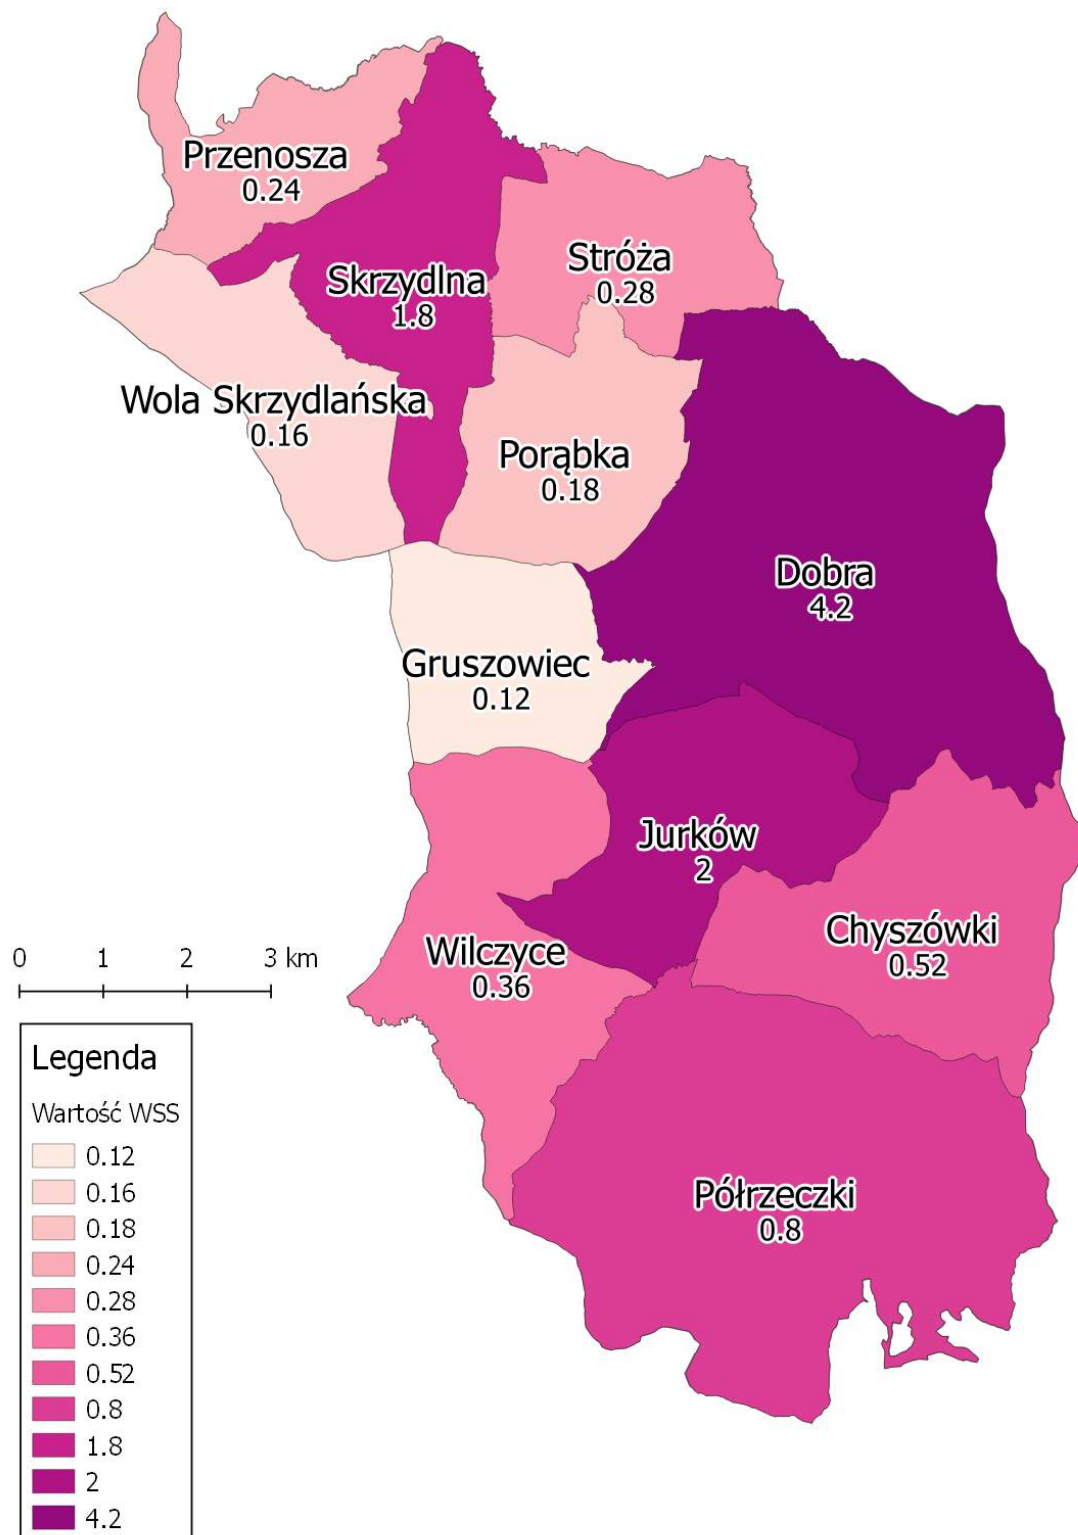 Przenosza
0.24
Skrzydlna
1.8
Stróża
0.28
Wola Skrzydlańska
0.16
Porąbka
0.18
Dobra
4.2
Gruszowiec
0.12
Jurków
2
Chyszówki
0.52
Wilczyce
0.36
0 1 2 3 km
Półrzeczki
0.8
Legenda
Wartość WSS
0.12
0.16
0.18
0.24
0.28
0.36
0.52
0.8
1.8
2
4.2